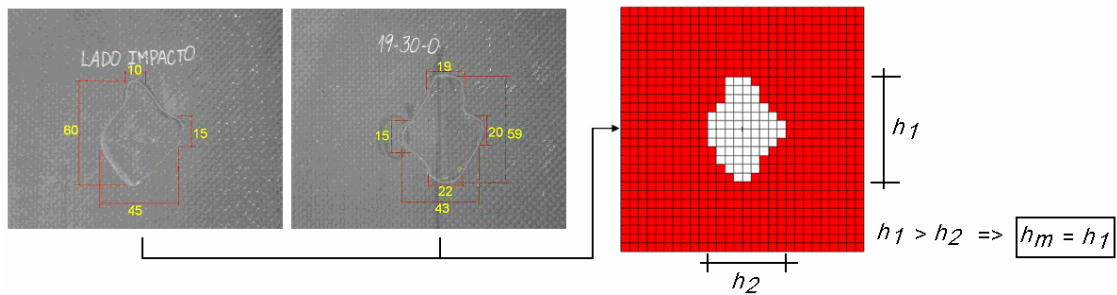 LADO IMPACTO
10
60
15
45
19-30-0
19
15
20
59
22
43
h1
h1 > h2 => hm = h1
h2